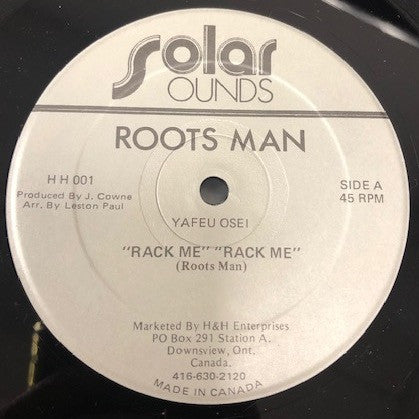 Solar
OUNDS
ROOTS MAN
H H 001
Produced By J. Cowne
Arr. By Leston Paul
SIDE A
45 RPM
YAFEU OSEI
"RACK ME" "RACK ME"
(Roots Man)
Marketed By H&H Enterprises
PO Box 291 Station A.
Downsview, Ont.
Canada.
416-630-2120
MADE IN CANADA